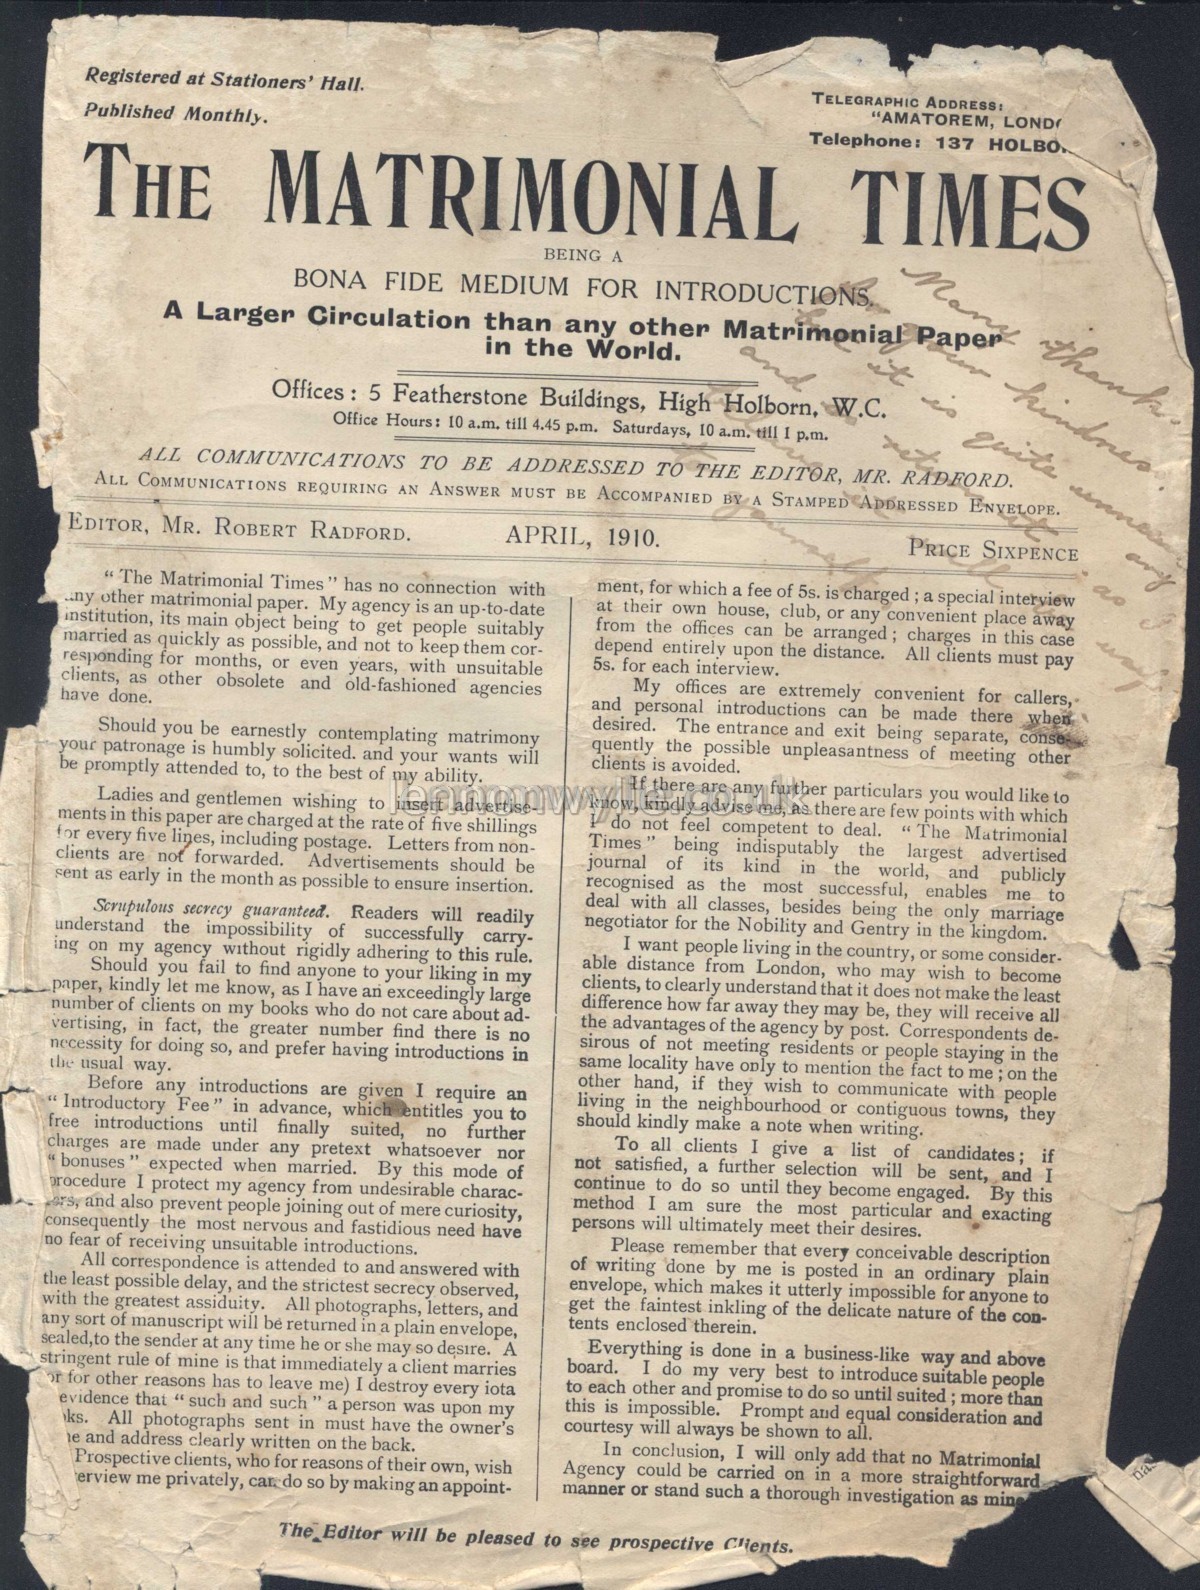 Registered at Stationers' Hall.
Published Monthly.
TELEGRAPHIC ADDRESS:
"AMATOREM, LOND
Telephone: 137 HOLBO
THE MATRIMONIAL TIMES
BEING A
BONA FIDE MEDIUM FOR INTRODUCTIONS.
A Larger Circulation than any other Matrimonial Paper
in the World.
Offices: 5 Featherstone Buildings, High Holborn, W.C.
Office Hours: 10 a.m. till 4.45 p.m. Saturdays, 10 a.m. till 1 p.m.
ALL COMMUNICATIONS TO BE ADDRESSED TO THE EDITOR, MR. RADFORD.
ALL COMMUNICATIONS REQUIRING AN ANSWER MUST BE ACCOMPANIED BY A STAMPED ADDRESSED ENVELOPE.
EDITOR, MR. ROBERT RADFORD. APRIL, 1910. PRICE SIXPENCE
Many thanks
for your kindness
but it is quite
and so return it
yourself
"The Matrimonial Times" has no connection with
any other matrimonial paper. My agency is an up-to-date
institution, its main object being to get people suitably
married as quickly as possible, and not to keep them cor-
responding for months, or even years, with unsuitable
clients, as other obsolete and old-fashioned agencies
have done.
Should you be earnestly contemplating matrimony
your patronage is humbly solicited. and your wants will
be promptly attended to, to the best of my ability.
Ladies and gentlemen wishing to insert advertise-
ments in this paper are charged at the rate of five shillings
for every five lines, including postage. Letters from non-
clients are not forwarded. Advertisements should be
sent as early in the month as possible to ensure insertion.
Scrupulous secrecy guaranteed. Readers will readily
understand the impossibility of successfully carry-
ing on my agency without rigidly adhering to this rule.
Should you fail to find anyone to your liking in my
paper, kindly let me know, as I have an exceedingly large
number of clients on my books who do not care about ad-
vertising, in fact, the greater number find there is no
necessity for doing so, and prefer having introductions in
the usual way.
Before any introductions are given I require an
"Introductory Fee" in advance, which entitles you to
free introductions until finally suited, no further
charges are made under any pretext whatsoever nor
"bonuses" expected when married. By this mode of
procedure I protect my agency from undesirable charac-
ers, and also prevent people joining out of mere curiosity,
consequently the most nervous and fastidious need have
no fear of receiving unsuitable introductions.
All correspondence is attended to and answered with
the least possible delay, and the strictest secrecy observed,
with the greatest assiduity. All photographs, letters, and
any sort of manuscript will be returned in a plain envelope,
sealed, to the sender at any time he or she may so desire. A
stringent rule of mine is that immediately a client marries
or for other reasons has to leave me) I destroy every iota
evidence that "such and such" a person was upon my
ks. All photographs sent in must have the owner's
e and address clearly written on the back.
Prospective clients, who for reasons of their own, wish
erview me privately, can do so by making an appoint-
ment, for which a fee of 5s. is charged; a special interview
at their own house, club, or any convenient place away
from the offices can be arranged; charges in this case
depend entirely upon the distance. All clients must pay
5s. for each interview.
My offices are extremely convenient for callers,
and personal introductions can be made there when
desired. The entrance and exit being separate, conse-
quently the possible unpleasantness of meeting other
clients is avoided.
If there are any further particulars you would like to
know, kindly advise me, as there are few points with which
I do not feel competent to deal. "The Matrimonial
Times" being indisputably the largest advertised
journal of its kind in the world, and publicly
recognised as the most successful, enables me to
deal with all classes, besides being the only marriage
negotiator for the Nobility and Gentry in the kingdom.
I want people living in the country, or some consider-
able distance from London, who may wish to become
clients, to clearly understand that it does not make the least
difference how far away they may be, they will receive all
the advantages of the agency by post. Correspondents de-
sirous of not meeting residents or people staying in the
same locality have only to mention the fact to me; on the
other hand, if they wish to communicate with people
living in the neighbourhood or contiguous towns, they
should kindly make a note when writing.
To all clients I give a list of candidates; if
not satisfied, a further selection will be sent, and I
continue to do so until they become engaged. By this
method I am sure the most particular and exacting
persons will ultimately meet their desires.
Please remember that every conceivable description
of writing done by me is posted in an ordinary plain
envelope, which makes it utterly impossible for anyone to
get the faintest inkling of the delicate nature of the con-
tents enclosed therein.
Everything is done in a business-like way and above
board. I do my very best to introduce suitable people
to each other and promise to do so until suited; more than
this is impossible. Prompt and equal consideration and
courtesy will always be shown to all.
In conclusion, I will only add that no Matrimonial
Agency could be carried on in a more straightforward
manner or stand such a thorough investigation as mine
The Editor will be pleased to see prospective Clients.
lennonwylie.co.uk